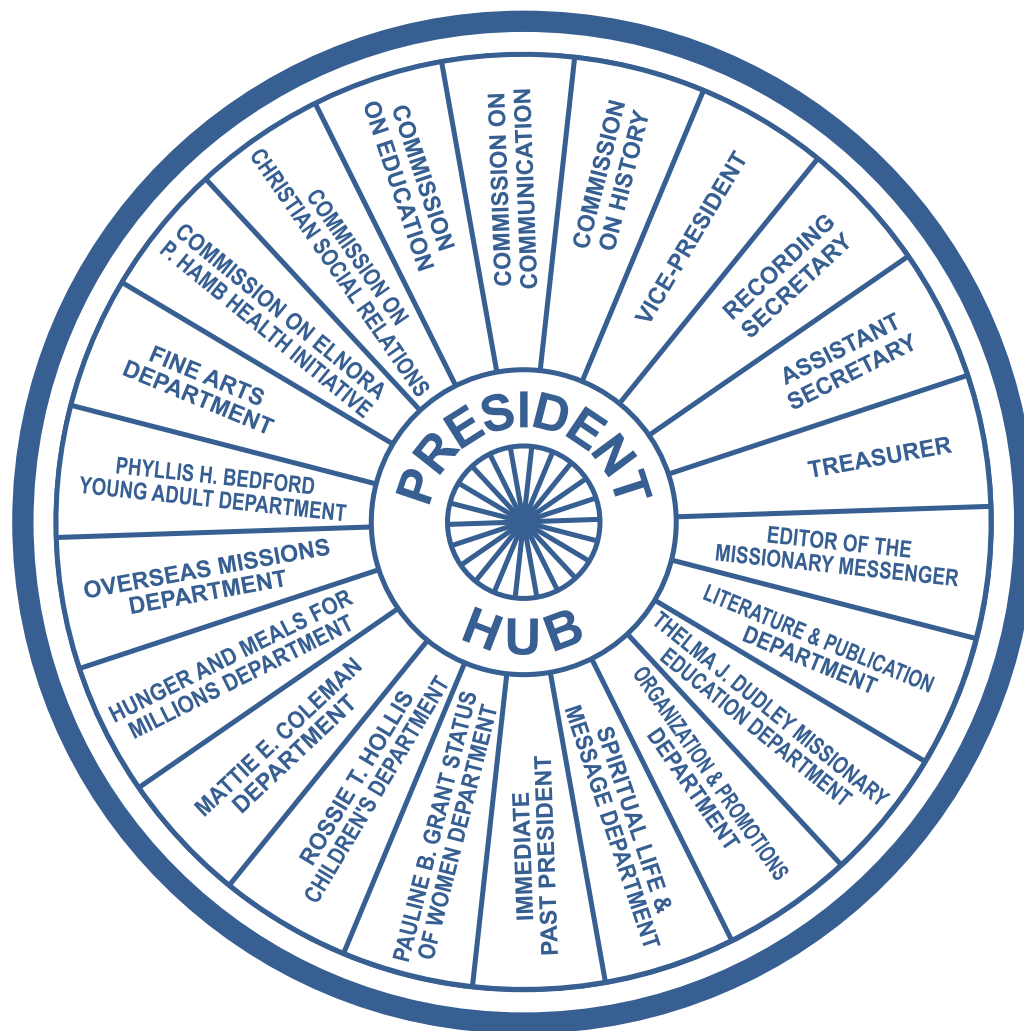 PRESIDENT
HUB
COMMISSION ON
COMMUNICATION
COMMISSION
ON HISTORY
VICE-PRESIDENT
RECORDING
SECRETARY
ASSISTANT
SECRETARY
TREASURER
EDITOR OF THE
MISSIONARY MESSENGER
LITERATURE & PUBLICATION
DEPARTMENT
THELMA J. DUDLEY MISSIONARY
EDUCATION DEPARTMENT
ORGANIZATION & PROMOTIONS
DEPARTMENT
SPIRITUAL LIFE &
MESSAGE DEPARTMENT
IMMEDIATE
PAST PRESIDENT
PAULINE B. GRANT STATUS
OF WOMEN DEPARTMENT
ROSSIE T. HOLLIS
CHILDREN'S DEPARTMENT
MATTIE E. COLEMAN
DEPARTMENT
HUNGER AND MEALS FOR
MILLIONS DEPARTMENT
OVERSEAS MISSIONS
DEPARTMENT
PHYLLIS H. BEDFORD
YOUNG ADULT DEPARTMENT
FINE ARTS
DEPARTMENT
COMMISSION ON ELNORA
P. HAMB HEALTH INITIATIVE
COMMISSION ON
CHRISTIAN SOCIAL RELATIONS
COMMISSION
ON EDUCATION